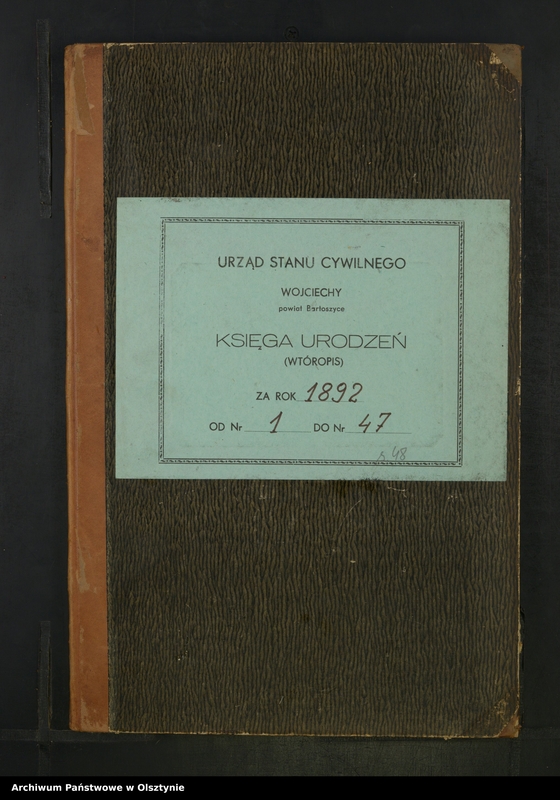 URZĄD STANU CYWILNEGO
WOJCIECHY
powiat Bartoszyce
KSIĘGA URODZEŃ
(WTÓROPIS)
ZA ROK 1892
OD Nr 1 DO Nr 47
s 48
Archiwum Państwowe w Olsztynie